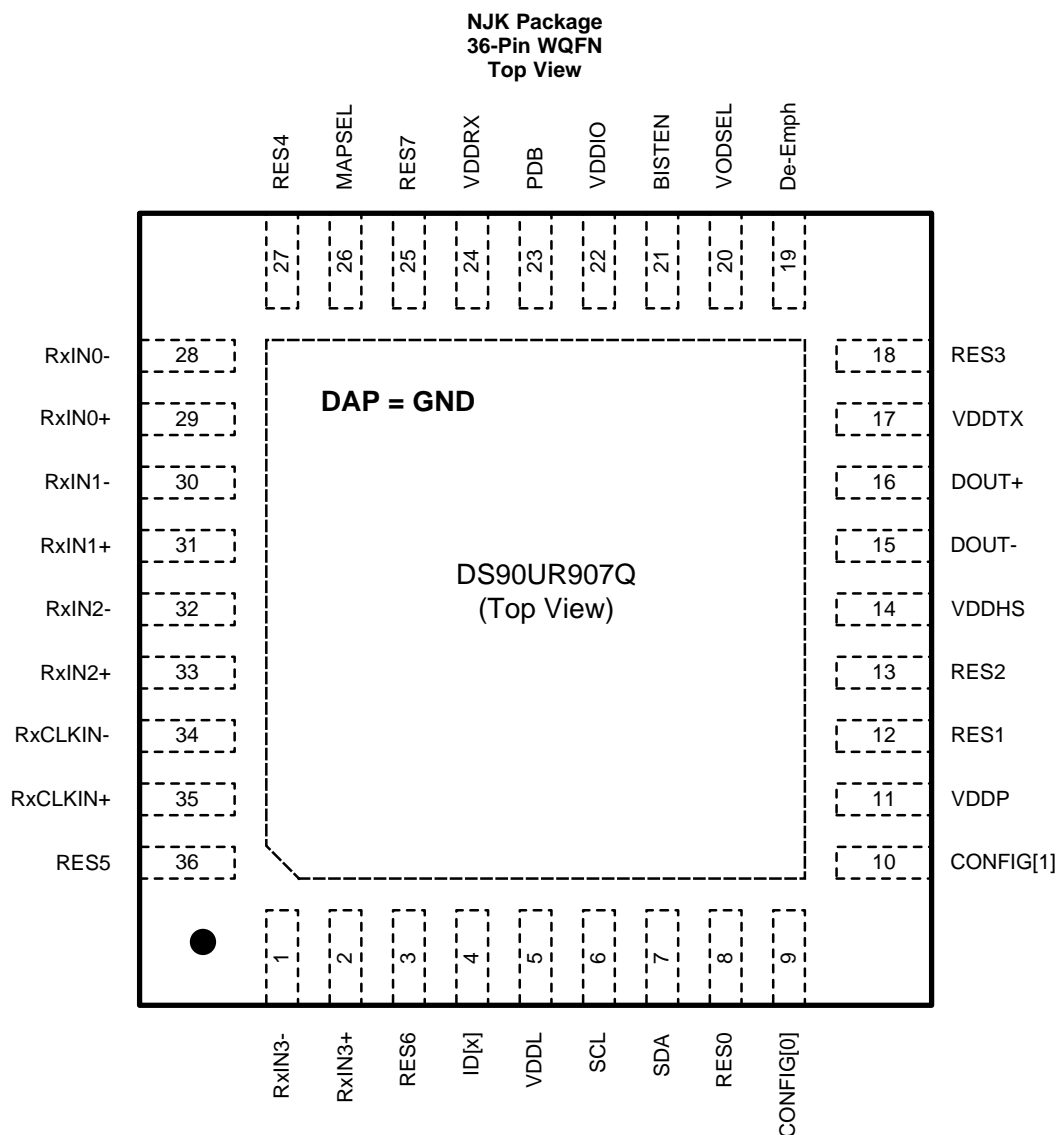 NJK Package
36-Pin WQFN
Top View
RES4
MAPSEL
RES7
VDDRX
PDB
VDDIO
BISTEN
VODSEL
De-Emph
27
26
25
24
23
22
21
20
19
RxIN0-
28
RxIN0+
29
RxIN1-
30
RxIN1+
31
RxIN2-
32
RxIN2+
33
RxCLKIN-
34
RxCLKIN+
35
RES5
36
DAP = GND
DS90UR907Q
(Top View)
18
RES3
17
VDDTX
16
DOUT+
15
DOUT-
14
VDDHS
13
RES2
12
RES1
11
VDDP
10
CONFIG[1]
1
2
3
4
5
6
7
8
9
RxIN3-
RxIN3+
RES6
ID[x]
VDDL
SCL
SDA
RES0
CONFIG[0]